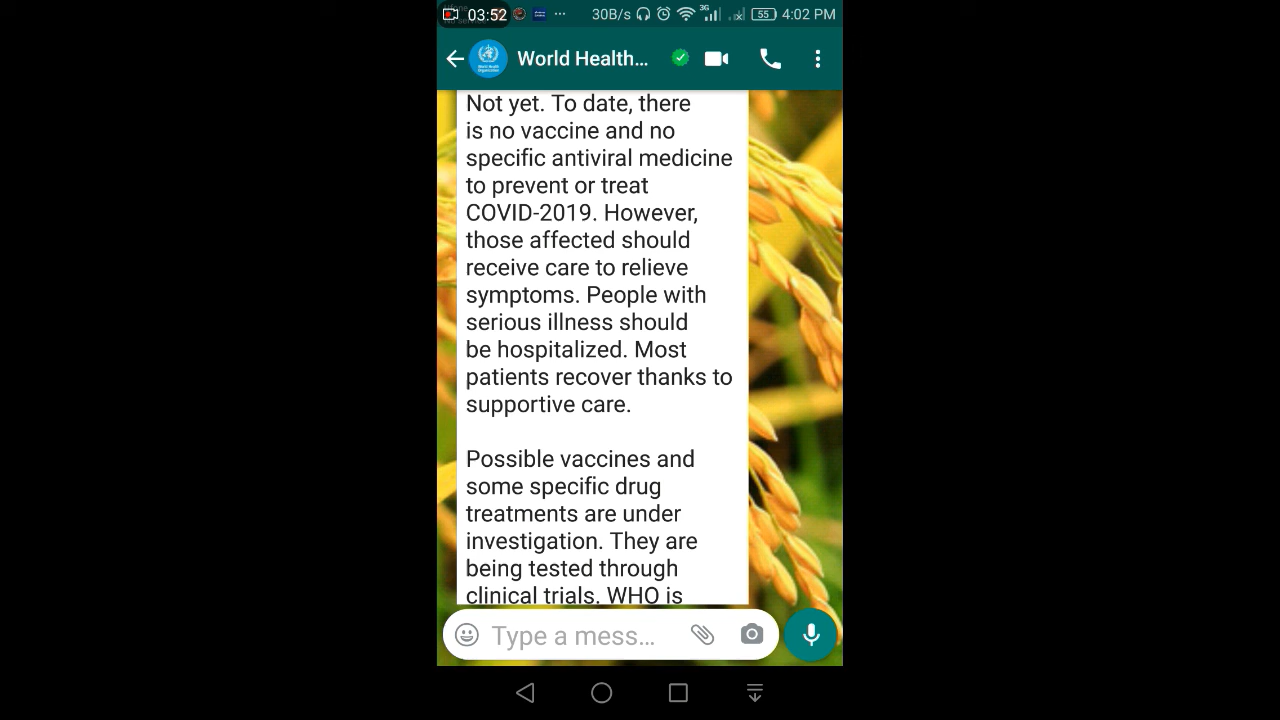 03:52 ... 30B/s 3G 55 4:02 PM
World Health...
Not yet. To date, there
is no vaccine and no
specific antiviral medicine
to prevent or treat
COVID-2019. However,
those affected should
receive care to relieve
symptoms. People with
serious illness should
be hospitalized. Most
patients recover thanks to
supportive care.
Possible vaccines and
some specific drug
treatments are under
investigation. They are
being tested through
clinical trials. WHO is
Type a mess...